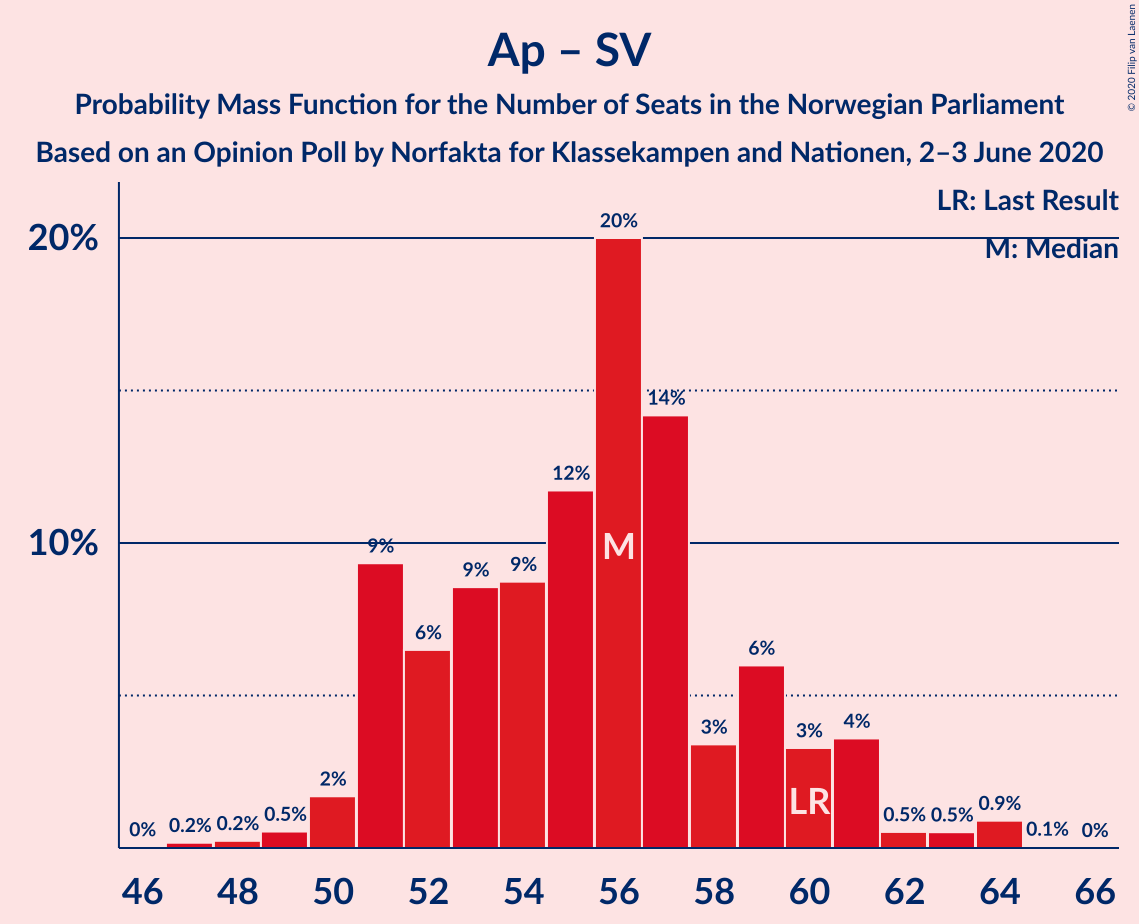 Ap – SV
Probability Mass Function for the Number of Seats in the Norwegian Parliament
Based on an Opinion Poll by Norfakta for Klassekampen and Nationen, 2–3 June 2020
© 2020 Filip van Laenen
LR: Last Result
M: Median
20%
10%
0%
0.2%
0.2%
0.5%
2%
9%
6%
9%
9%
12%
20%
14%
3%
6%
3%
4%
0.5%
0.5%
0.9%
0.1%
0%
M
LR
46 48 50 52 54 56 58 60 62 64 66